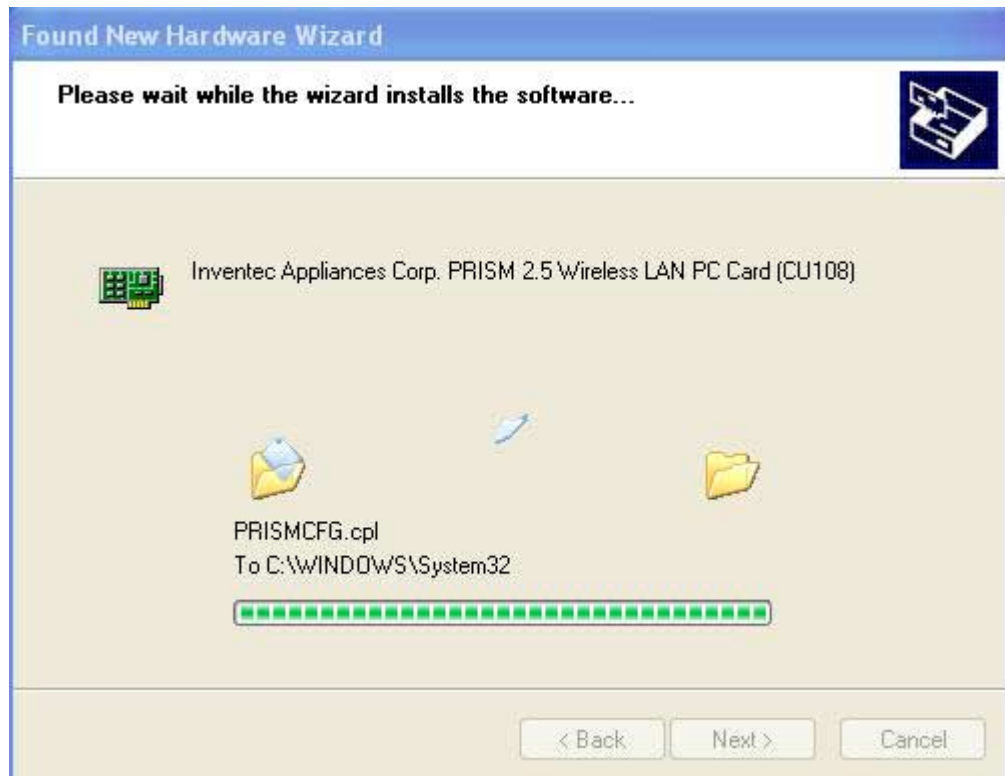 Found New Hardware Wizard
Please wait while the wizard installs the software...
Inventec Appliances Corp. PRISM 2.5 Wireless LAN PC Card (CU108)
PRISMCFG.cpl
To C:\WINDOWS\System32
< Back
Next >
Cancel